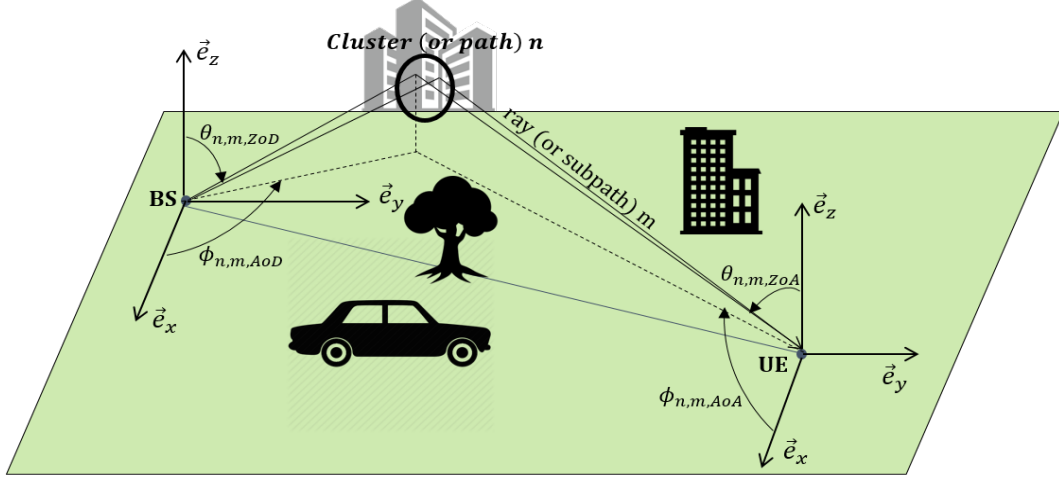 Cluster (or path) n
e⃗_z
θ_{n,m,ZoD}
ray (or subpath) m
BS
e⃗_y
e⃗_z
ϕ_{n,m,AoD}
θ_{n,m,ZoA}
e⃗_x
UE
e⃗_y
ϕ_{n,m,AoA}
e⃗_x